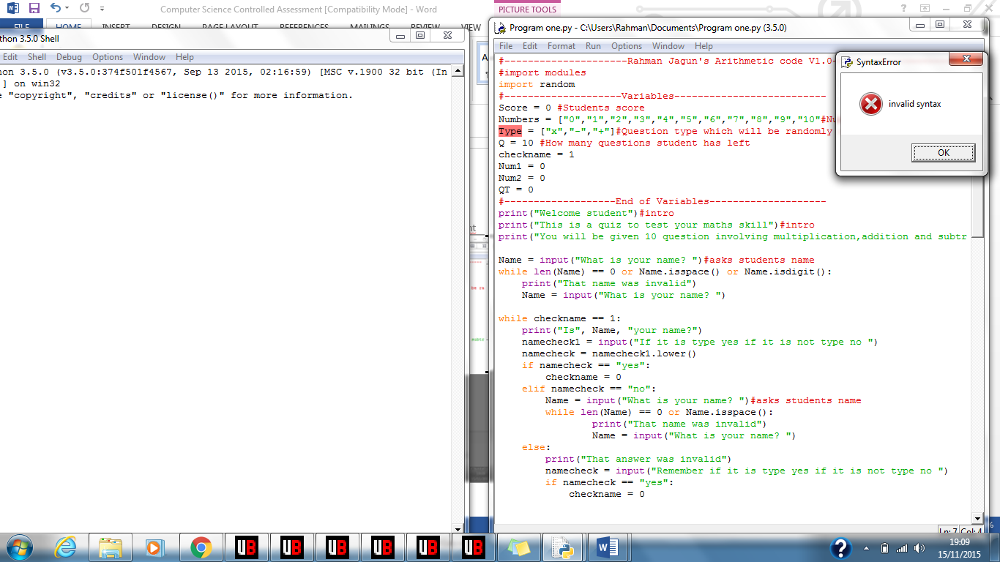 Computer Science Controlled Assessment [Compatibility Mode] - Word
PICTURE TOOLS
FILE HOME INSERT DESIGN PAGE LAYOUT REFERENCES MAILINGS REVIEW VIEW
thon 3.5.0 Shell
Edit Shell Debug Options Window Help
hon 3.5.0 (v3.5.0:374f501f4567, Sep 13 2015, 02:16:59) [MSC v.1900 32 bit (In
)] on win32
e "copyright", "credits" or "license()" for more information.
Program one.py - C:\Users\Rahman\Documents\Program one.py (3.5.0)
File Edit Format Run Options Window Help
#---------------------Rahman Jagun's Arithmetic code V1.0-
#import modules
import random
#--------------------Variables--------------------------
Score = 0 #Students score
Numbers = ["0","1","2","3","4","5","6","7","8","9","10"#Nu
Type = ["x","-","+"]#Question type which will be randomly
Q = 10 #How many questions student has left
checkname = 1
Num1 = 0
Num2 = 0
QT = 0
#-------------------End of Variables--------------------
print("Welcome student")#intro
print("This is a quiz to test your maths skill")#intro
print("You will be given 10 question involving multiplication,addition and subtr
Name = input("What is your name? ")#asks students name
while len(Name) == 0 or Name.isspace() or Name.isdigit():
    print("That name was invalid")
    Name = input("What is your name? ")
while checkname == 1:
    print("Is", Name, "your name?")
    namecheck1 = input("If it is type yes if it is not type no ")
    namecheck = namecheck1.lower()
    if namecheck == "yes":
        checkname = 0
    elif namecheck == "no":
        Name = input("What is your name? ")#asks students name
        while len(Name) == 0 or Name.isspace():
                print("That name was invalid")
                Name = input("What is your name? ")
    else:
        print("That answer was invalid")
        namecheck = input("Remember if it is type yes if it is not type no ")
        if namecheck == "yes":
            checkname = 0
Ln: 7 Col: 4
SyntaxError
invalid syntax
OK
19:09
15/11/2015